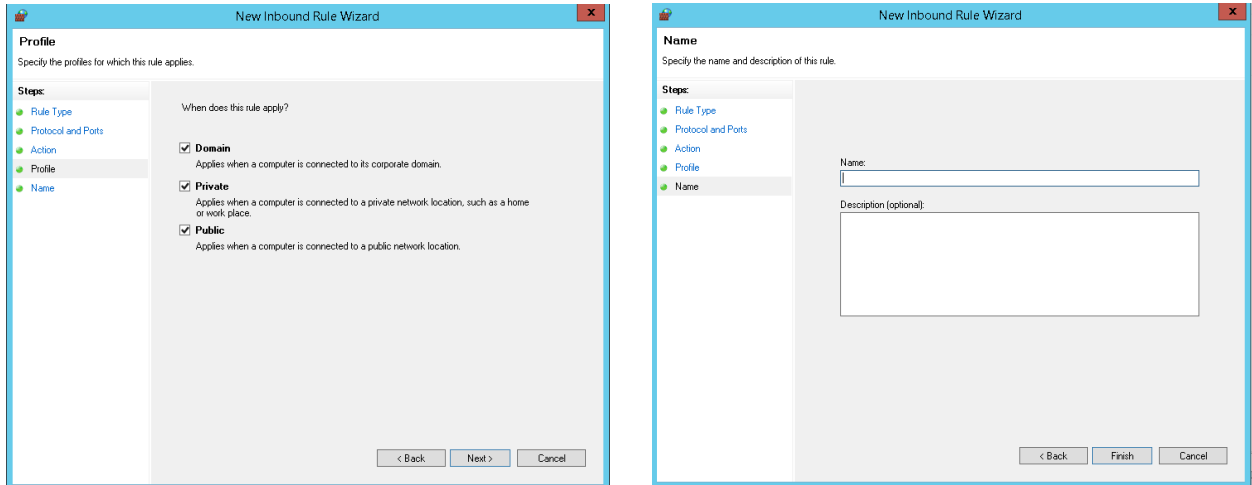 New Inbound Rule Wizard
x
Profile
Specify the profiles for which this rule applies.
Steps:
Rule Type
Protocol and Ports
Action
Profile
Name
When does this rule apply?
Domain
Applies when a computer is connected to its corporate domain.
Private
Applies when a computer is connected to a private network location, such as a home
or work place.
Public
Applies when a computer is connected to a public network location.
< Back
Next >
Cancel
New Inbound Rule Wizard
x
Name
Specify the name and description of this rule.
Steps:
Rule Type
Protocol and Ports
Action
Profile
Name
Name:
Description (optional):
< Back
Finish
Cancel